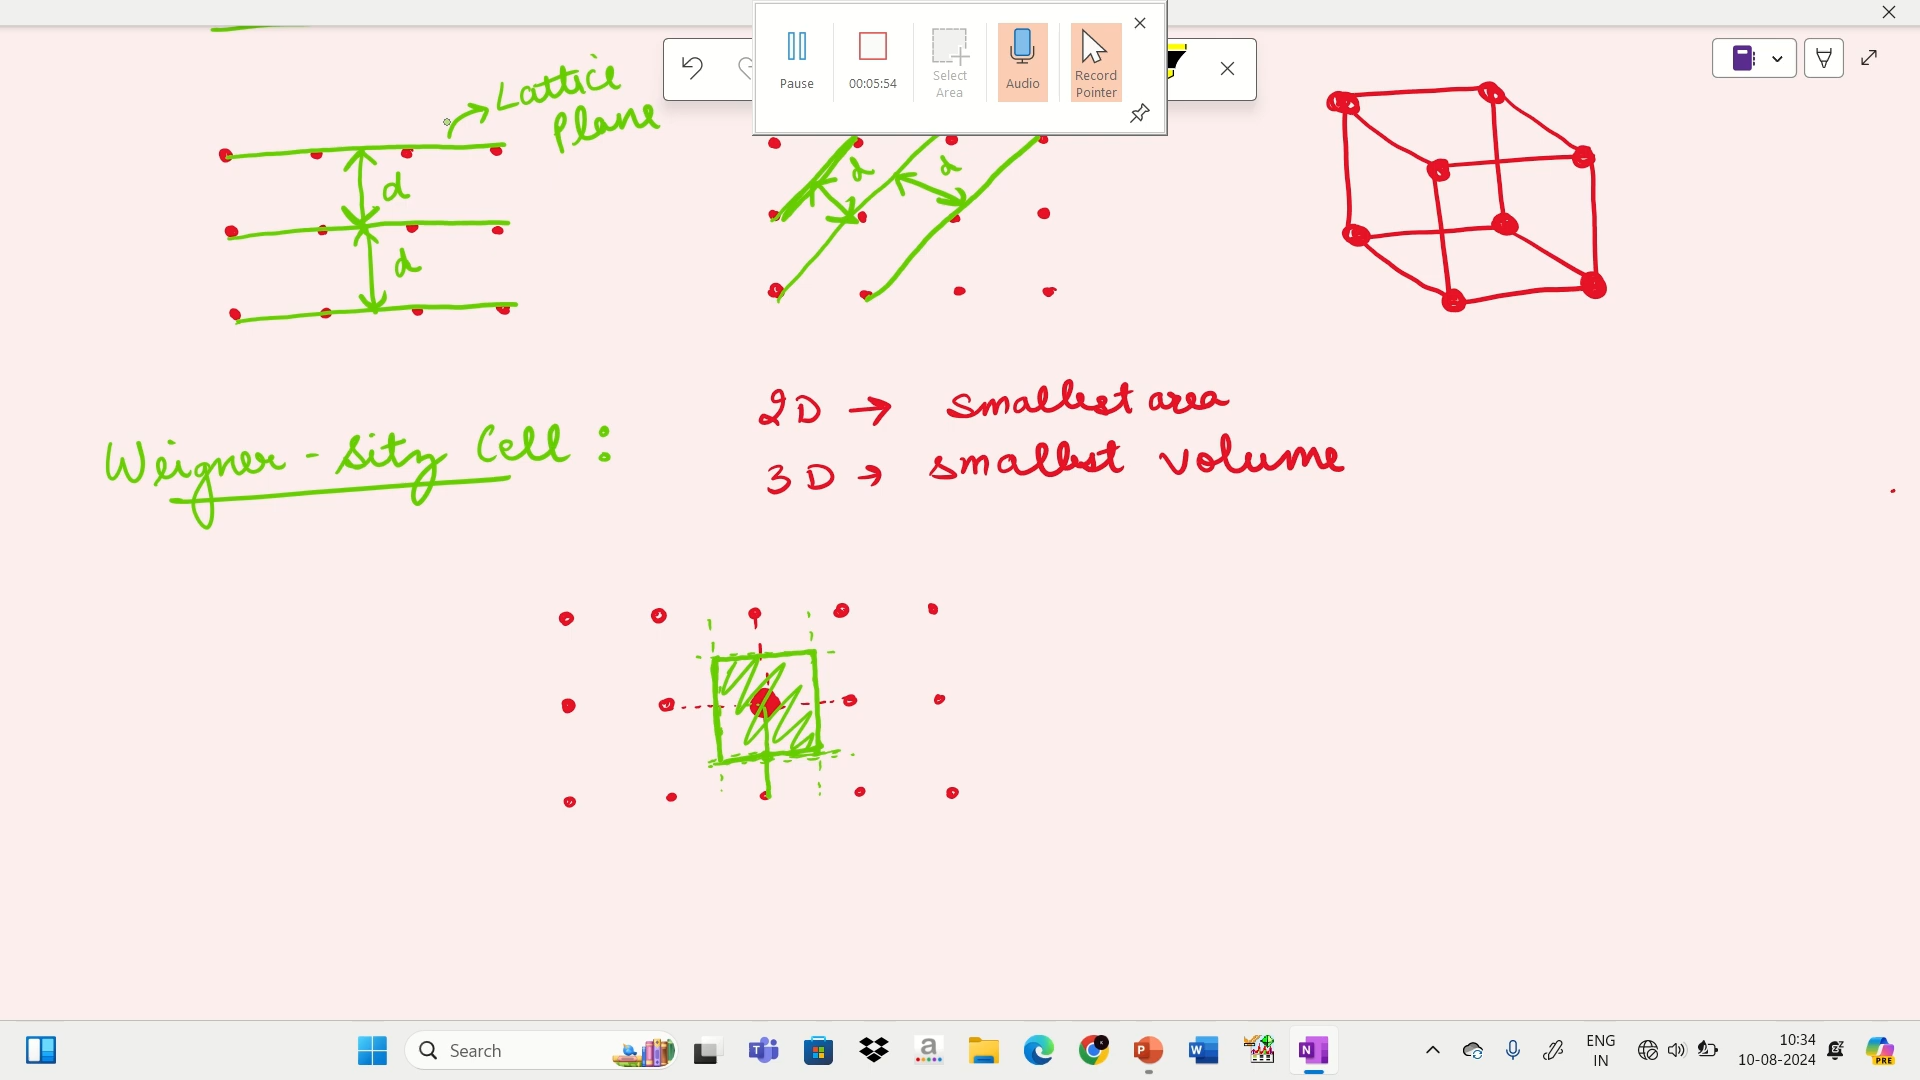 Pause
00:05:54
Select
Area
Audio
Record
Pointer
Lattice
Plane
d
d
d
d
2D → smallest area
3D → smallest volume
Weigner - Sitz Cell :
Search
ENG
IN
10:34
10-08-2024
PRE